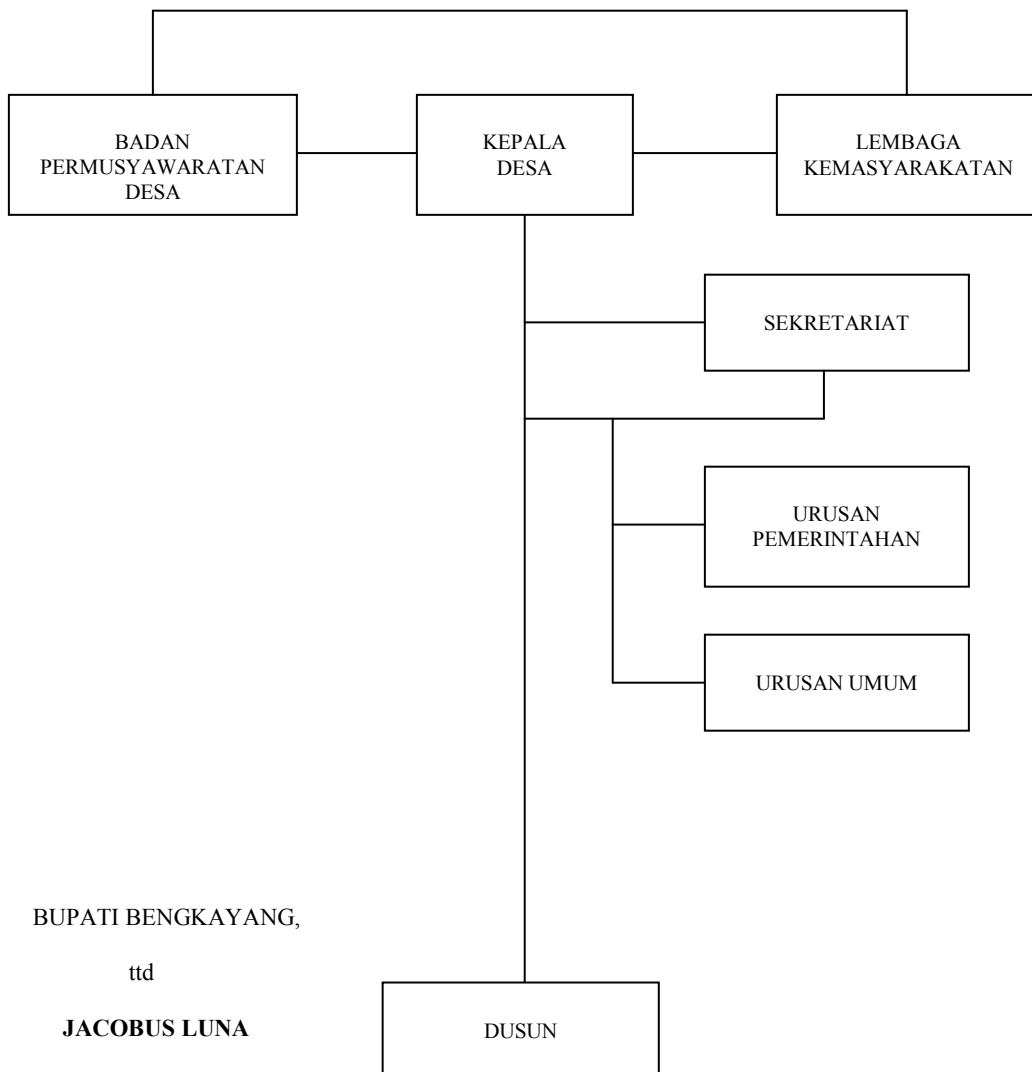 BADAN
PERMUSYAWARATAN
DESA
KEPALA
DESA
LEMBAGA
KEMASYARAKATAN
SEKRETARIAT
URUSAN
PEMERINTAHAN
URUSAN UMUM
BUPATI BENGKAYANG,
ttd
JACOBUS LUNA
DUSUN